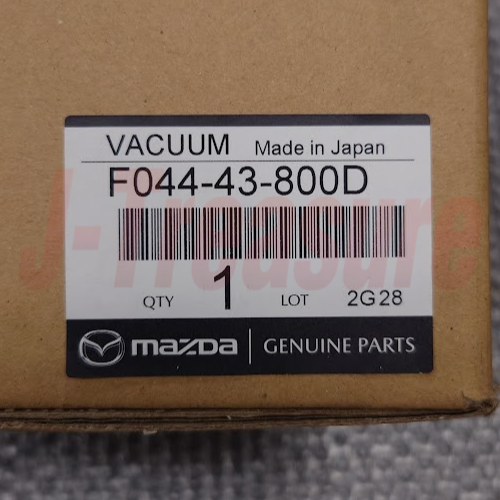 VACUUM Made in Japan
F044-43-800D
J-Treasure
QTY 1 LOT 2G28
mazda GENUINE PARTS